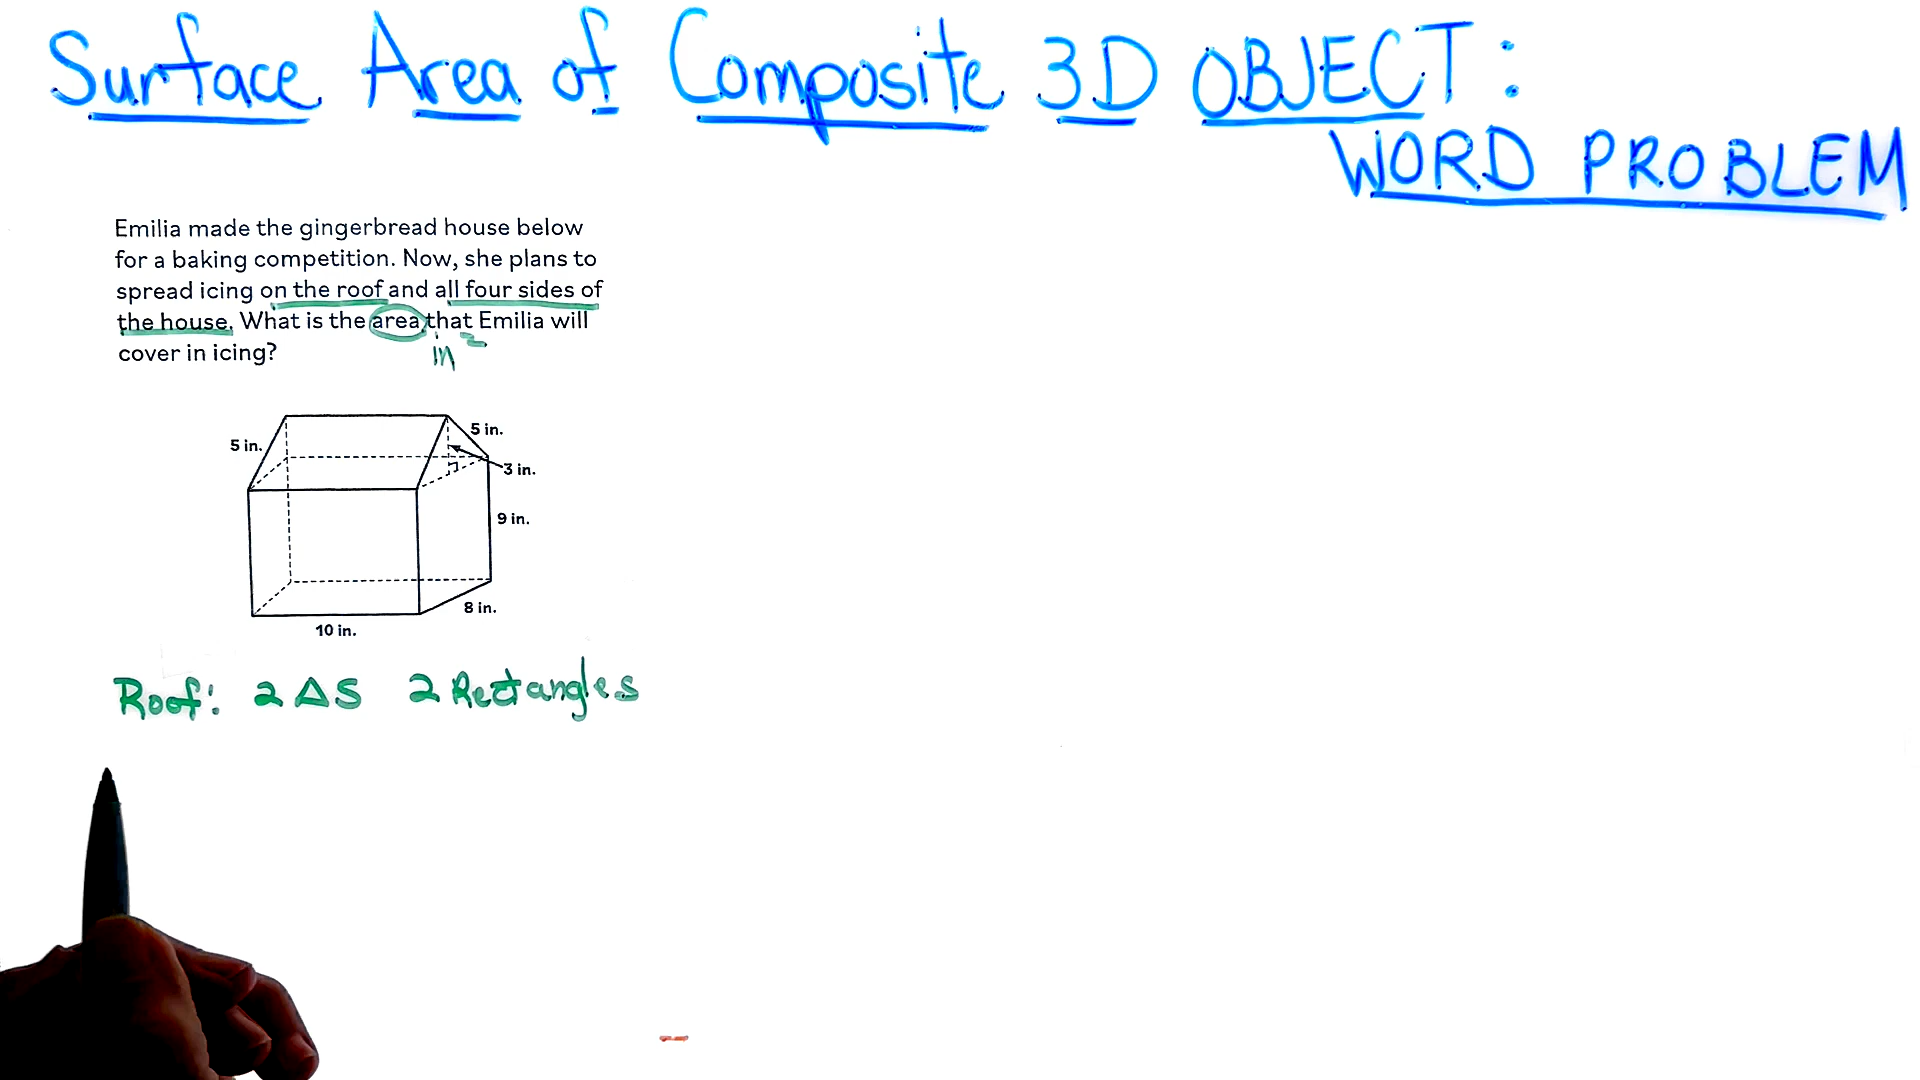 Surface Area of Composite 3D OBJECT:
WORD PROBLEM
Emilia made the gingerbread house below
for a baking competition. Now, she plans to
spread icing on the roof and all four sides of
the house. What is the area that Emilia will
in²
cover in icing?
5 in.
5 in.
3 in.
9 in.
8 in.
10 in.
Roof: 2 △s 2 Rectangles